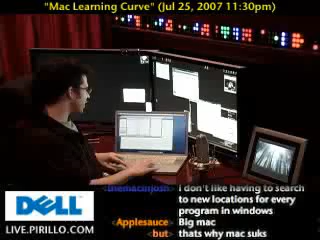 "Mac Learning Curve" (Jul 25, 2007 11:30pm)
<themacinjosh> I don't like having to search
to new locations for every
program in windows
<Applesauce> Big mac
<but> thats why mac suks
DELL
LIVE.PIRILLO.COM